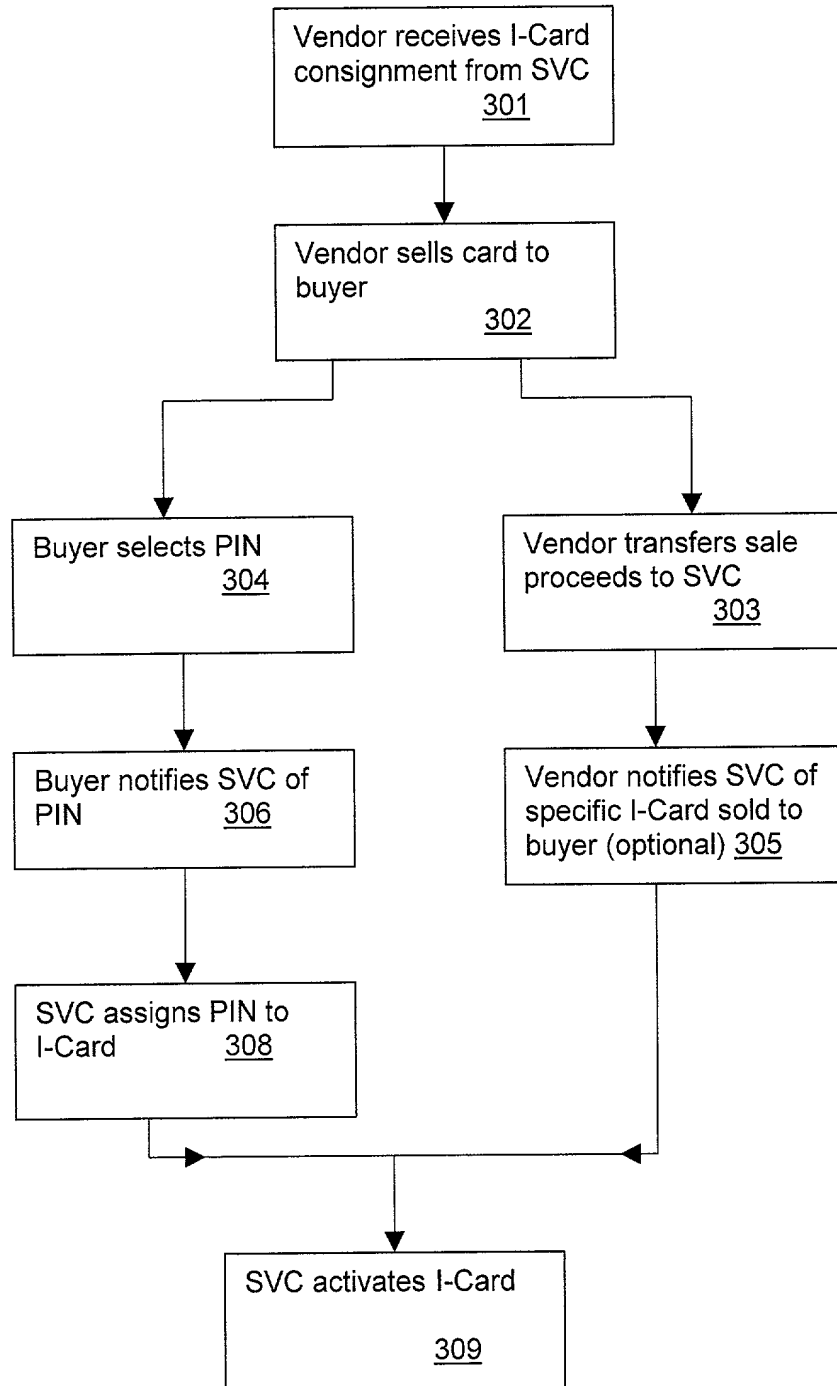 Vendor receives I-Card
consignment from SVC
301
Vendor sells card to
buyer
302
Buyer selects PIN
304
Vendor transfers sale
proceeds to SVC
303
Buyer notifies SVC of
PIN 306
Vendor notifies SVC of
specific I-Card sold to
buyer (optional) 305
SVC assigns PIN to
I-Card 308
SVC activates I-Card
309